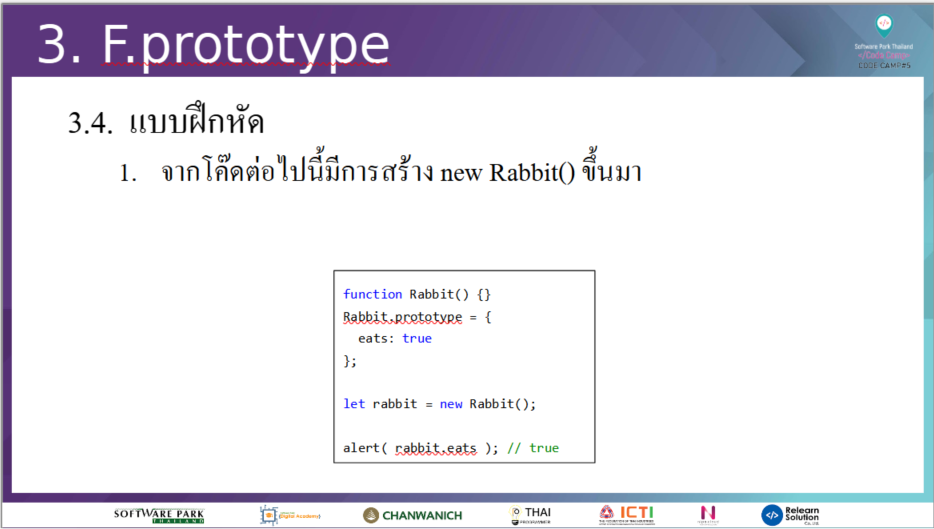 3. F.prototype
Software Park Thailand
CODE CAMP#5
3.4. แบบฝึกหัด
1. จากโค๊ดต่อไปนี้มีการสร้าง new Rabbit() ขึ้นมา
function Rabbit() {}
Rabbit.prototype = {
eats: true
};
let rabbit = new Rabbit();
alert( rabbit.eats ); // true
SOFTWARE PARK
THAILAND
Digital Academy
CHANWANICH
THAI
PROGRAMMER
ICTI
Relearn
Solution
Co.,Ltd.